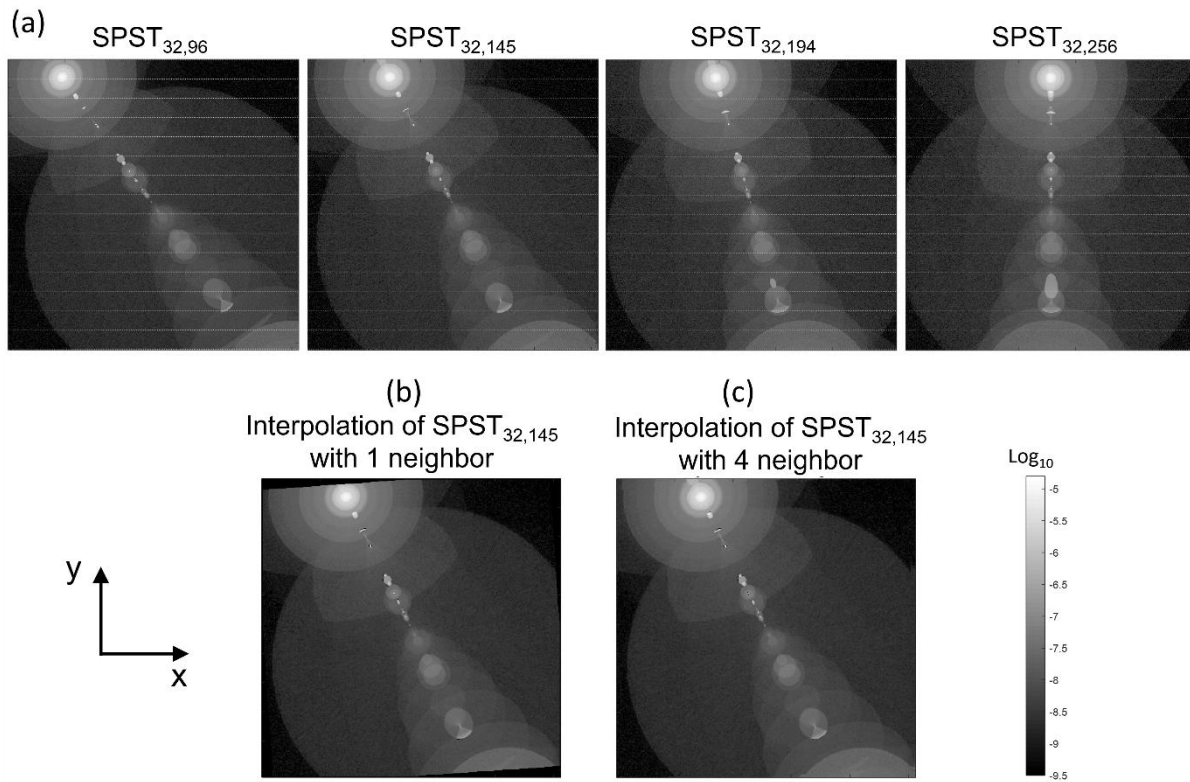 (a)
SPST32,96
SPST32,145
SPST32,194
SPST32,256
(b)
Interpolation of SPST32,145
with 1 neighbor
(c)
Interpolation of SPST32,145
with 4 neighbor
Log10
-5
-5.5
-6
-6.5
-7
-7.5
-8
-8.5
-9
-9.5
y
x